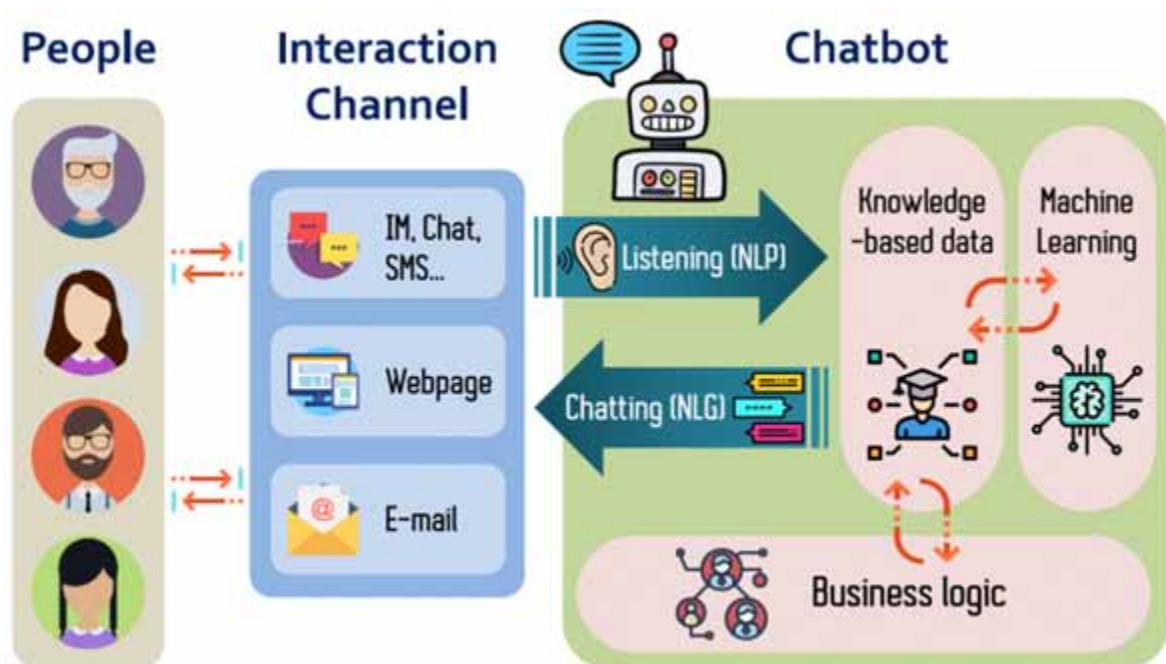 People
Interaction
Channel
Chatbot
IM, Chat,
SMS...
Webpage
@
E-mail
Listening (NLP)
Chatting (NLG)
Knowledge
-based data
Machine
Learning
Business logic